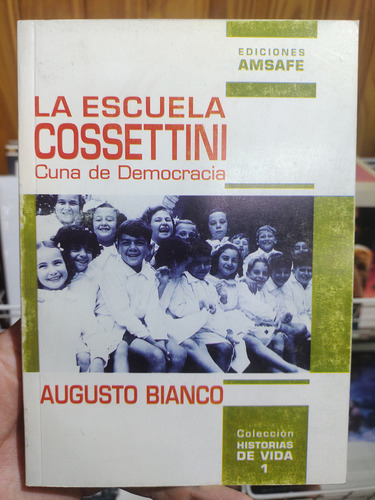 EDICIONES
AMSAFE
LA ESCUELA
COSSETTINI
Cuna de Democracia
AUGUSTO BIANCO
Colección
HISTORIAS
DE VIDA
1